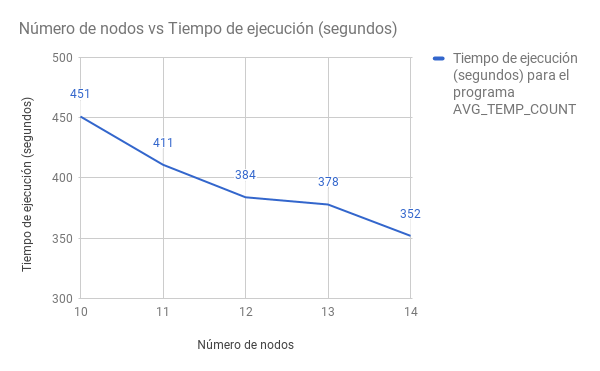 Número de nodos vs Tiempo de ejecución (segundos)
Tiempo de ejecución
(segundos) para el
programa
AVG_TEMP_COUNT
Tiempo de ejecución (segundos)
500
450
400
350
300
451
411
384
378
352
10 11 12 13 14
Número de nodos